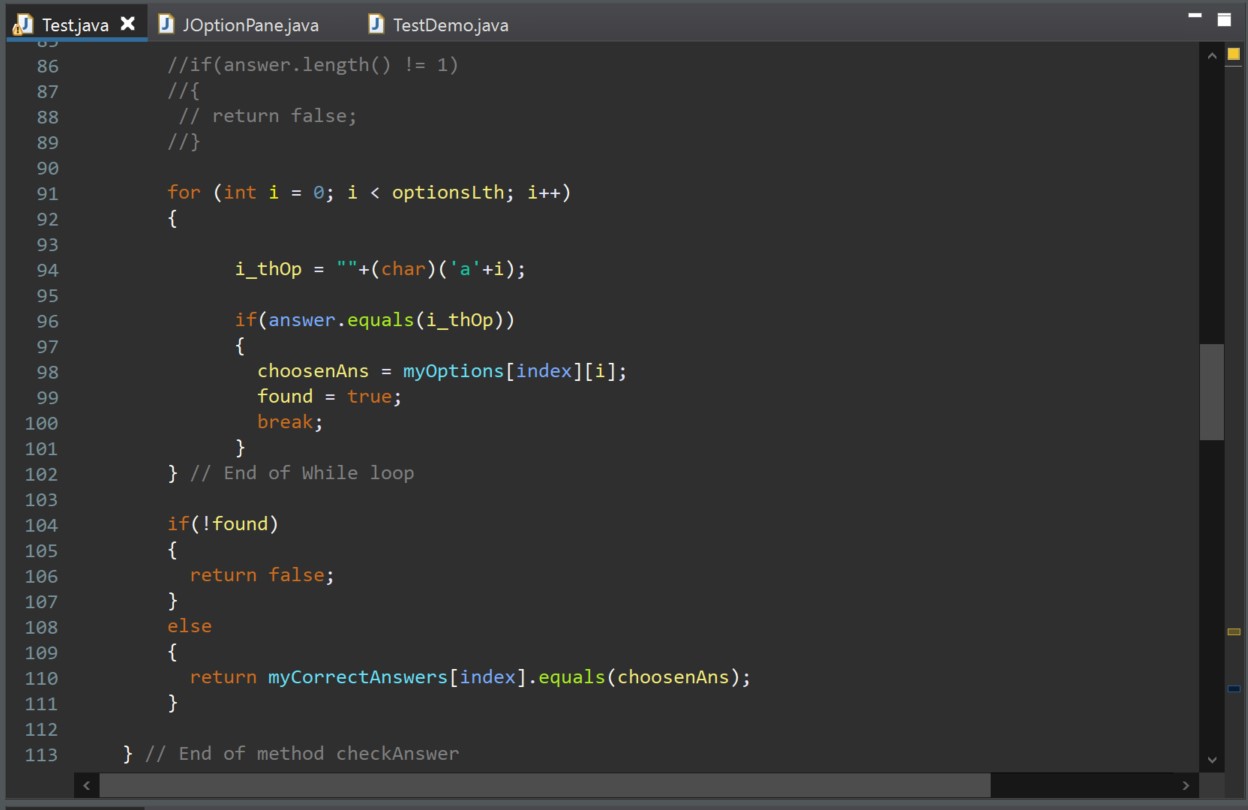 Test.java JOptionPane.java TestDemo.java
85
86 //if(answer.length() != 1)
87 //{
88 // return false;
89 //}
90
91 for (int i = 0; i < optionsLth; i++)
92 {
93
94 i_thOp = ""+(char)('a'+i);
95
96 if(answer.equals(i_thOp))
97 {
98 choosenAns = myOptions[index][i];
99 found = true;
100 break;
101 }
102 } // End of While loop
103
104 if(!found)
105 {
106 return false;
107 }
108 else
109 {
110 return myCorrectAnswers[index].equals(choosenAns);
111 }
112
113 } // End of method checkAnswer